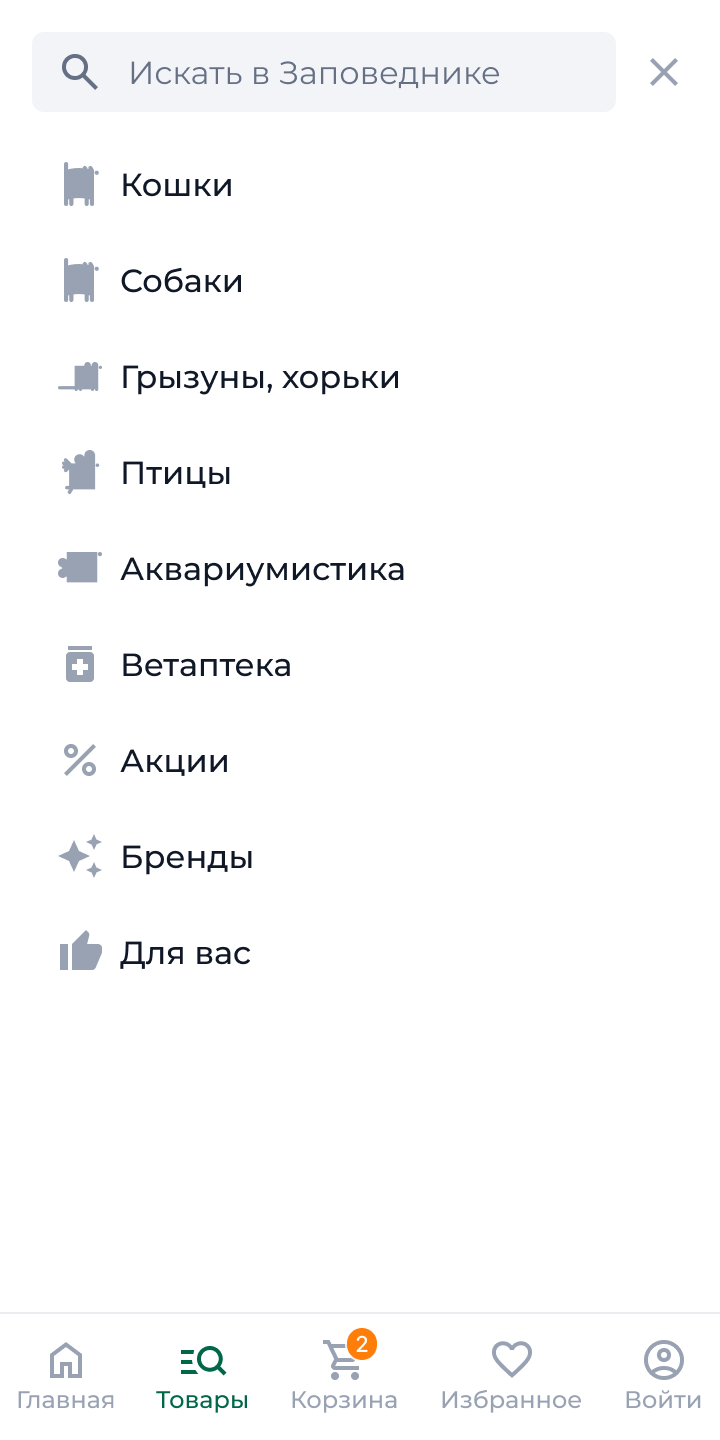 Искать в Заповеднике
Кошки
Собаки
Грызуны, хорьки
Птицы
Аквариумистика
Ветаптека
Акции
Бренды
Для вас
2
Главная Товары Корзина Избранное Войти